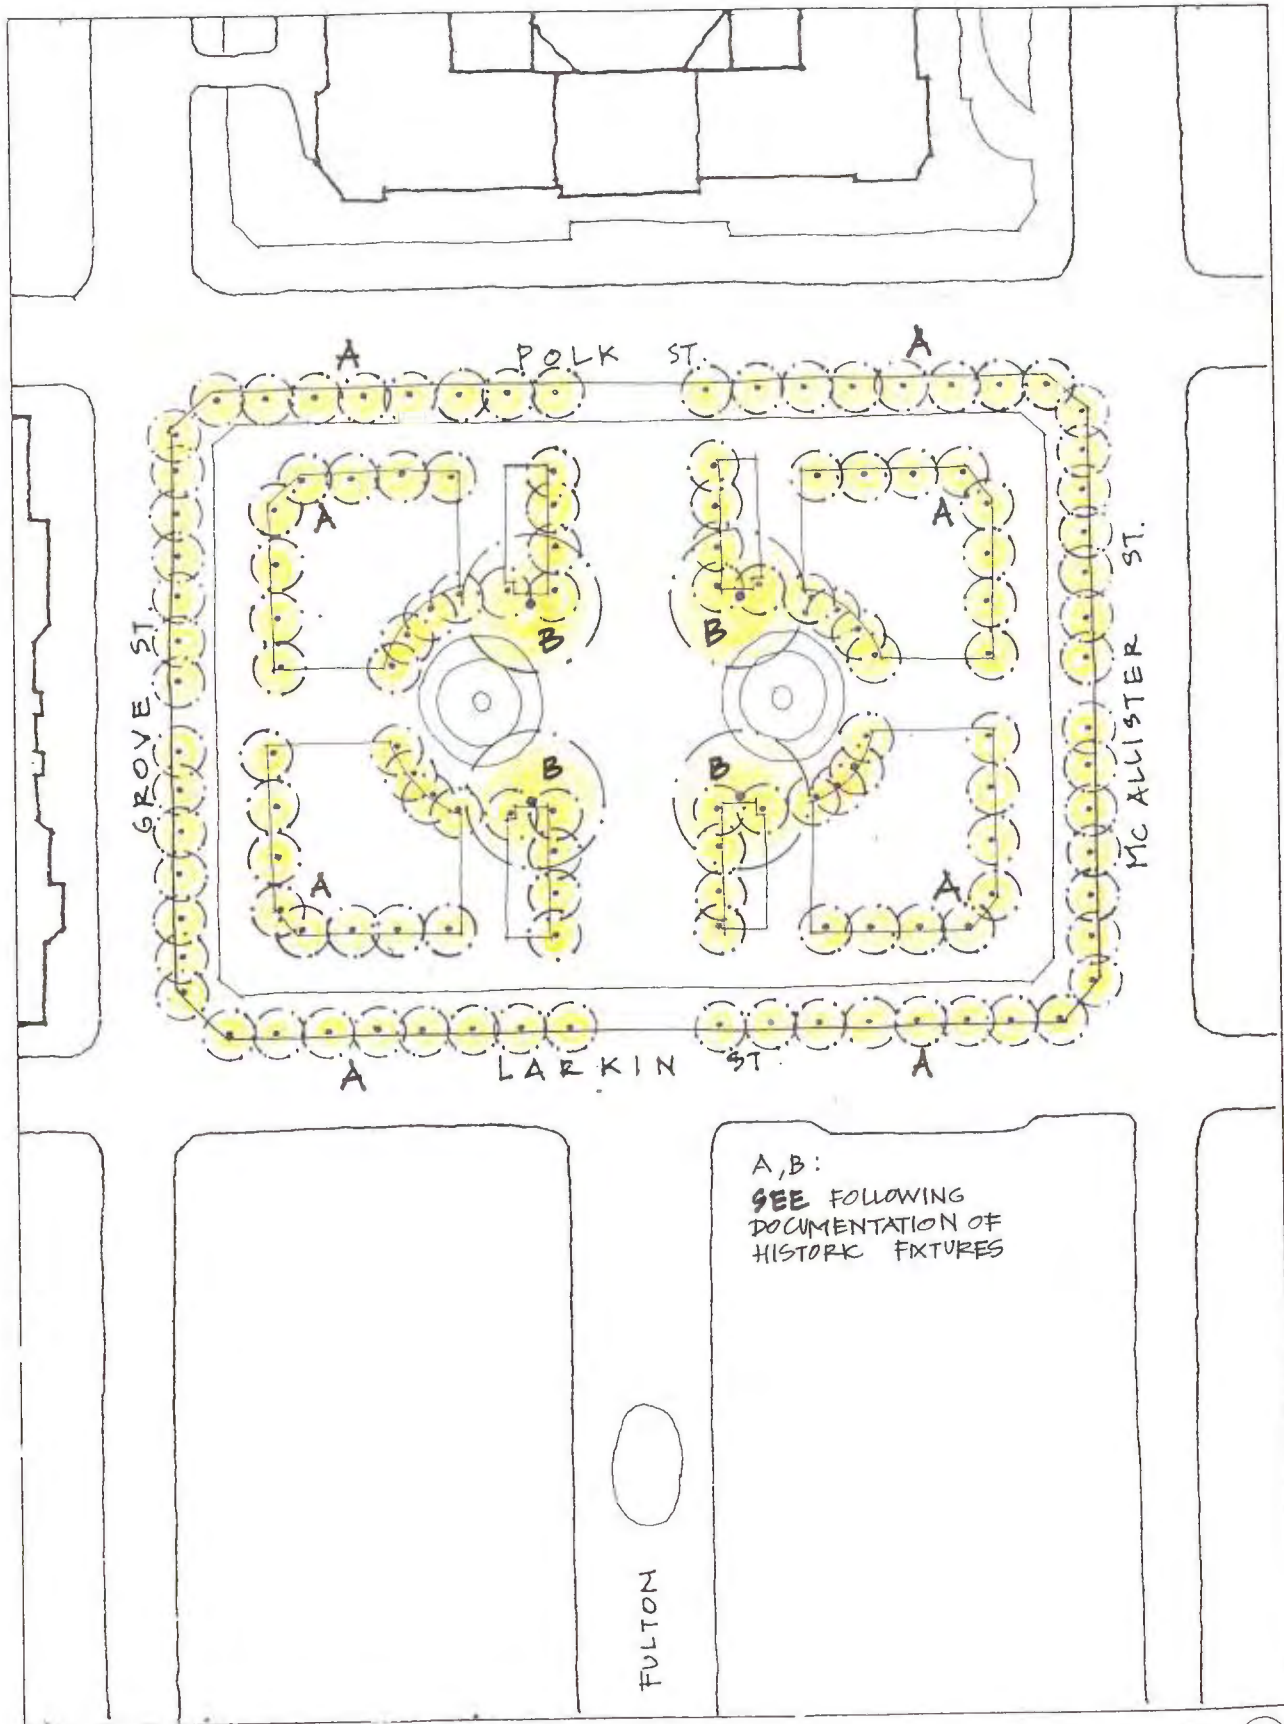 A
POLK ST.
A
A
A
B
B
GROVE ST
MC ALLISTER ST.
B
B
A
A
A
LARKIN ST.
A
A, B:
SEE FOLLOWING
DOCUMENTATION OF
HISTORIC FIXTURES
FULTON